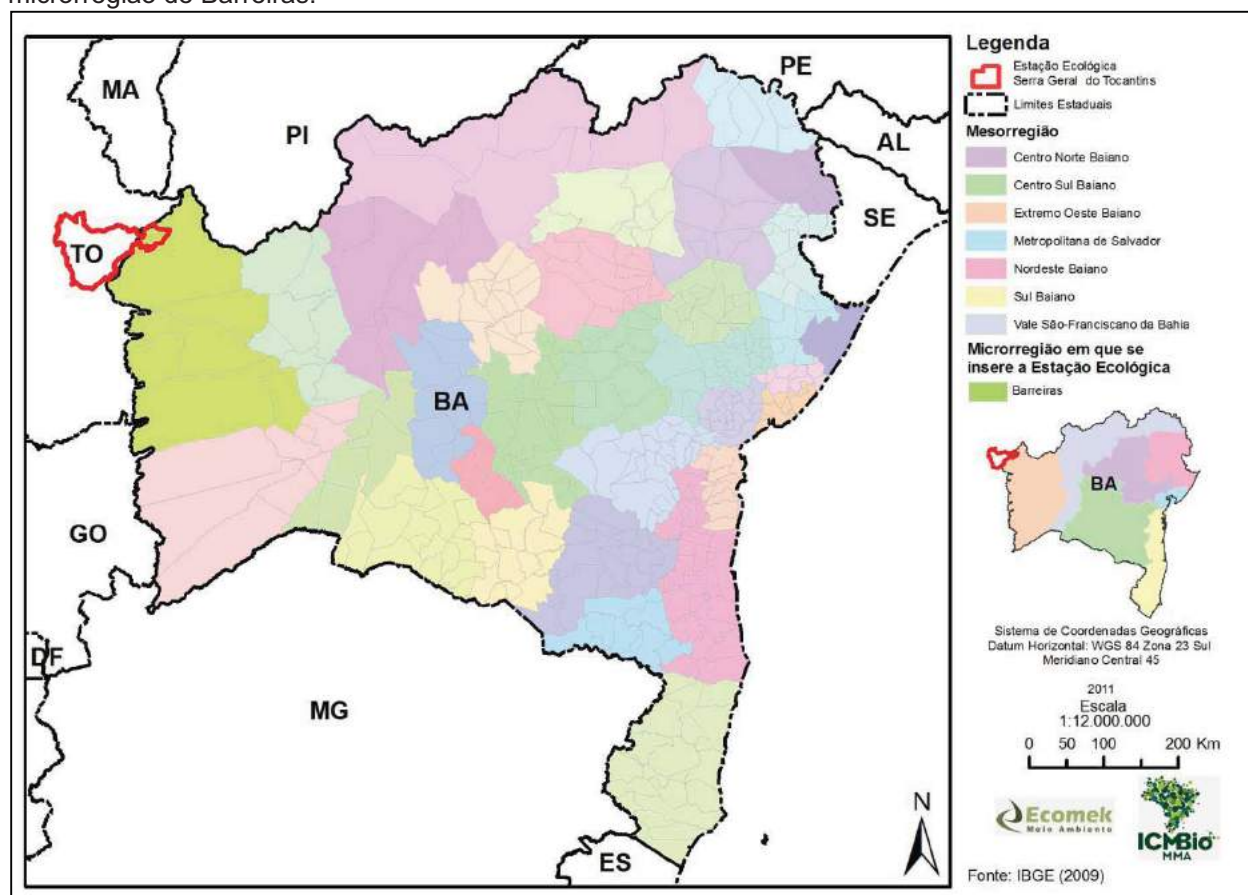 microrregião de Barreiras.
MA
PI
PE
AL
SE
TO
BA
GO
DF
MG
ES
N
Legenda
Estação Ecológica
Serra Geral do Tocantins
Limites Estaduais
Mesorregião
Centro Norte Baiano
Centro Sul Baiano
Extremo Oeste Baiano
Metropolitana de Salvador
Nordeste Baiano
Sul Baiano
Vale São-Franciscano da Bahia
Microrregião em que se
insere a Estação Ecológica
Barreiras
BA
Sistema de Coordenadas Geográficas
Datum Horizontal: WGS 84 Zona 23 Sul
Meridiano Central 45
2011
Escala
1:12.000.000
0 50 100 200 Km
Ecomek
Meio Ambiente
ICMBio
MMA
Fonte: IBGE (2009)